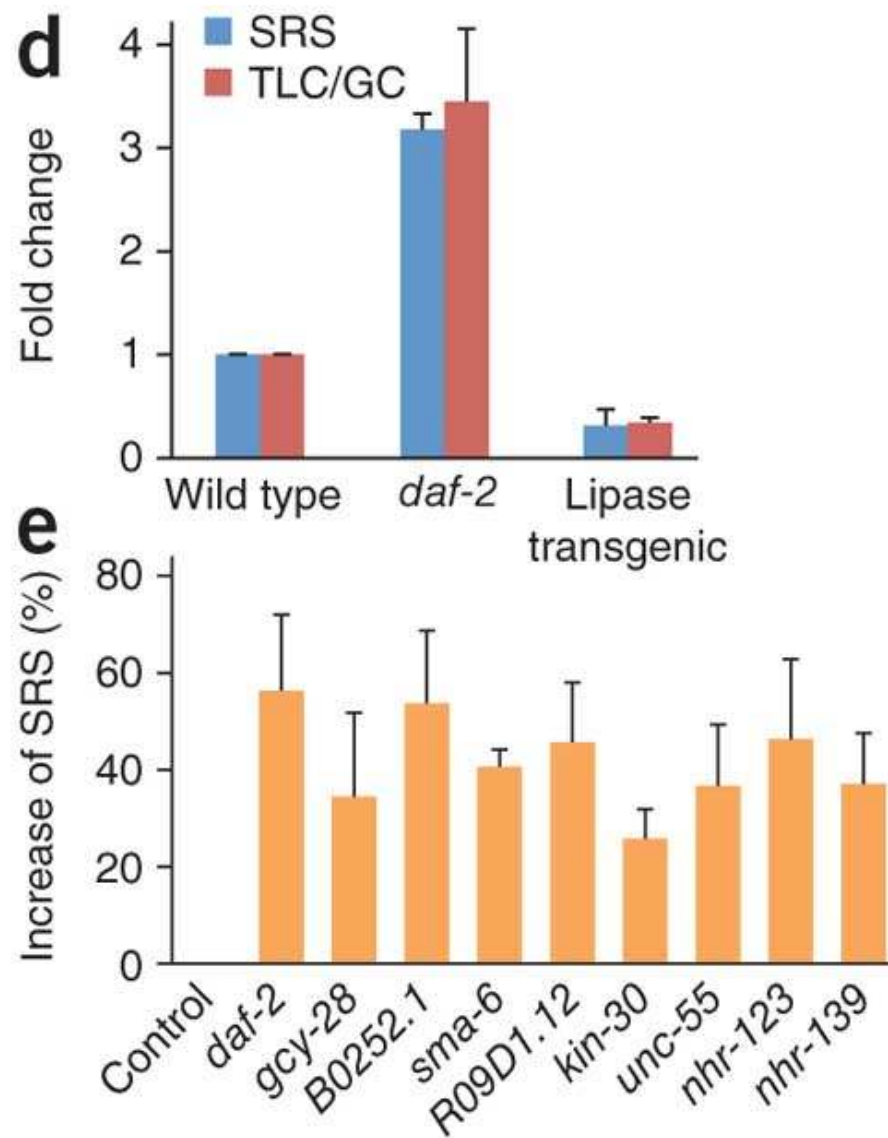 d
SRS
TLC/GC
Fold change
4
3
2
1
0
Wild type
daf-2
Lipase
transgenic
e
Increase of SRS (%)
80
60
40
20
0
Control
daf-2
gcy-28
B0252.1
sma-6
R09D1.12
kin-30
unc-55
nhr-123
nhr-139